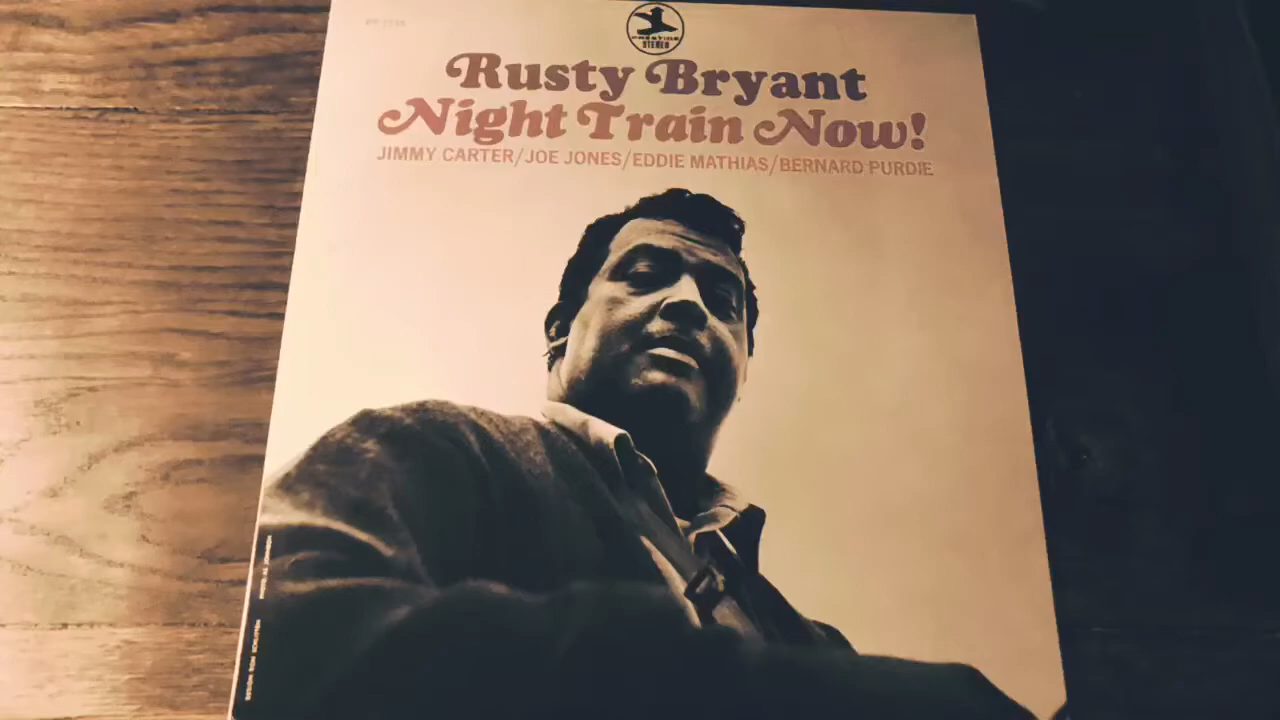 PRESTIGE
STEREO
Rusty Bryant
Night Train Now!
JIMMY CARTER/JOE JONES/EDDIE MATHIAS/BERNARD PURDIE